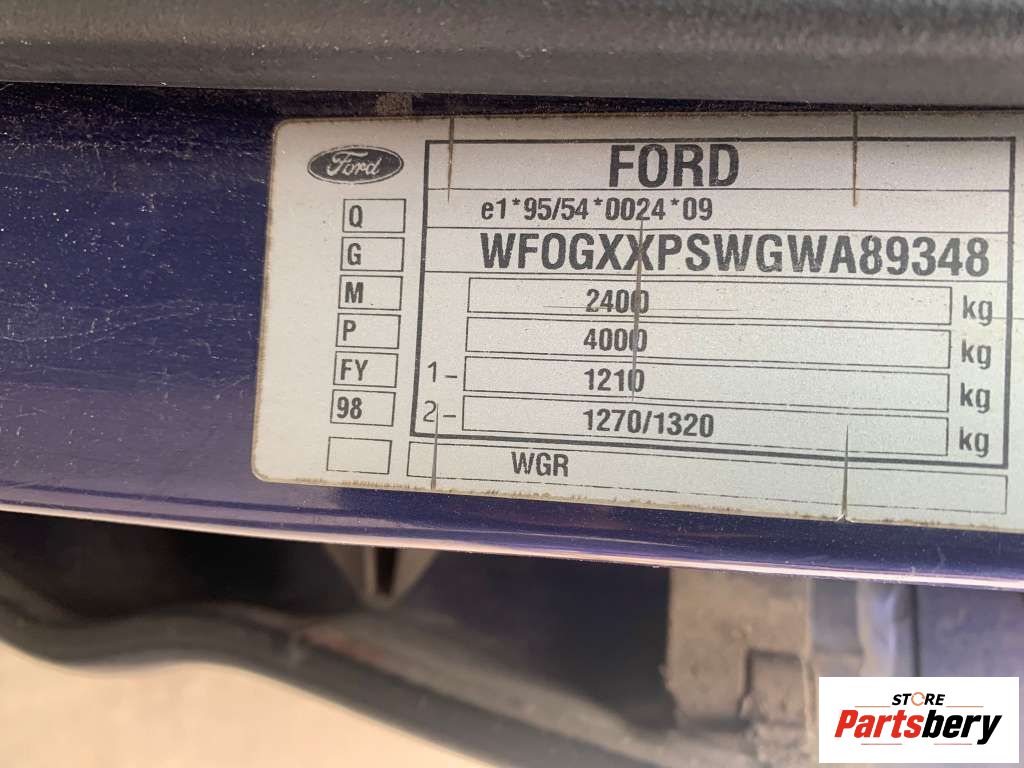 Ford
FORD
e1*95/54*0024*09
WF0GXXPSWGWA89348
Q
G
M
P
FY
98
2400 kg
4000 kg
1- 1210 kg
2- 1270/1320 kg
WGR
STORE
Partsbery